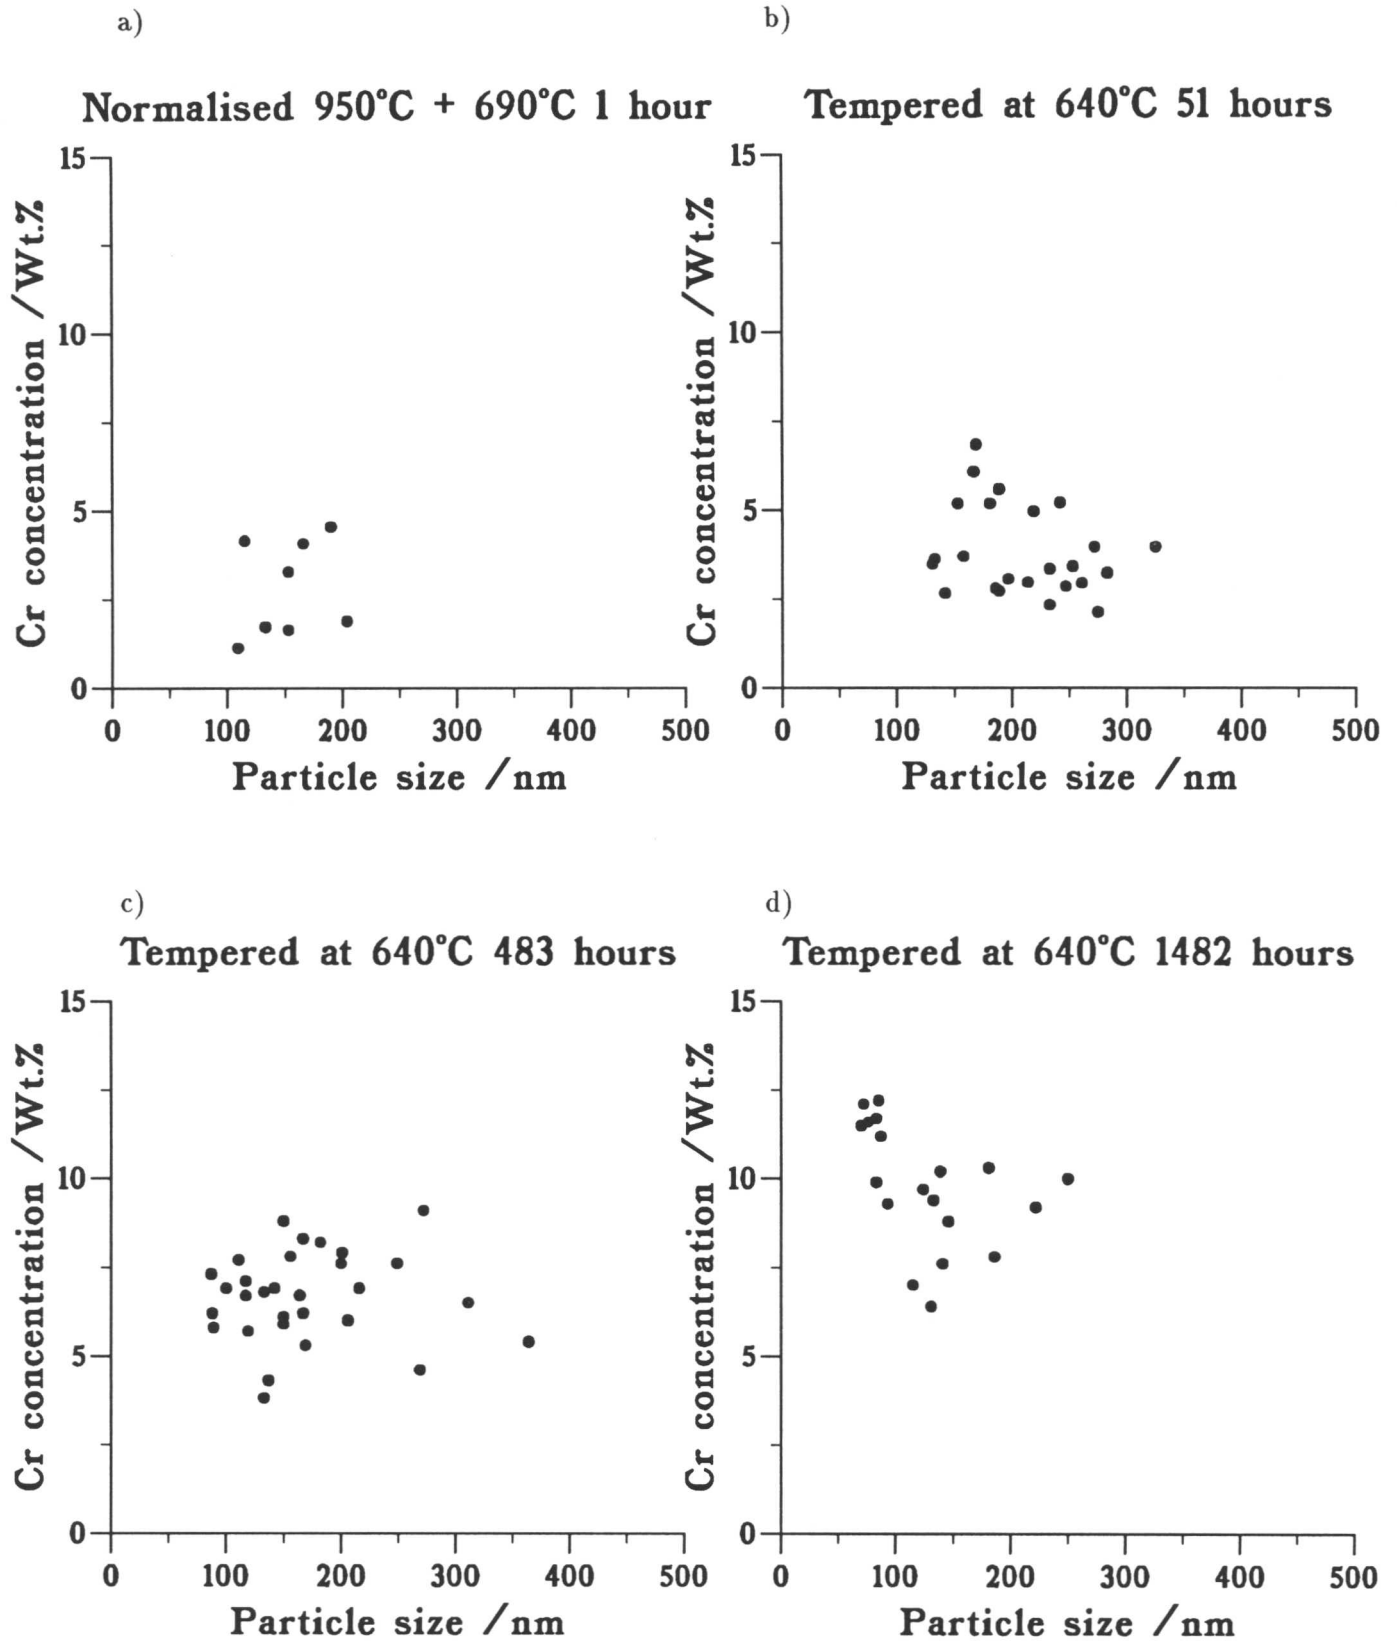 a)
Normalised 950°C + 690°C 1 hour
15
10
5
0
Cr concentration /Wt.%
0 100 200 300 400 500
Particle size /nm
b)
Tempered at 640°C 51 hours
15
10
5
0
Cr concentration /Wt.%
0 100 200 300 400 500
Particle size /nm
c)
Tempered at 640°C 483 hours
15
10
5
0
Cr concentration /Wt.%
0 100 200 300 400 500
Particle size /nm
d)
Tempered at 640°C 1482 hours
15
10
5
0
Cr concentration /Wt.%
0 100 200 300 400 500
Particle size /nm